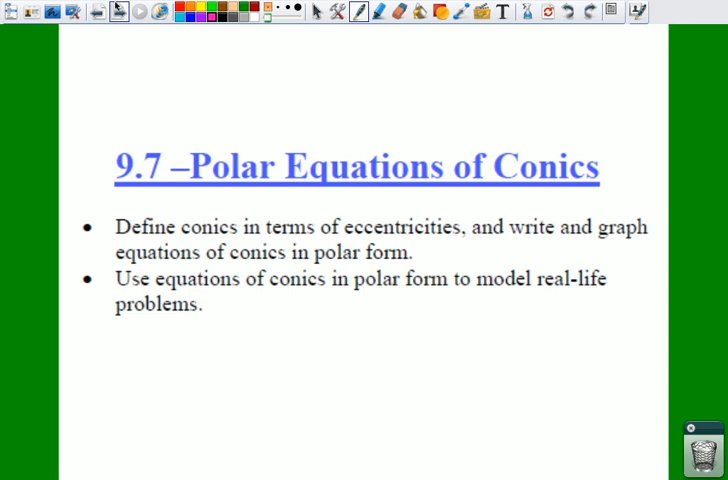 9.7 –Polar Equations of Conics
• Define conics in terms of eccentricities, and write and graph
equations of conics in polar form.
• Use equations of conics in polar form to model real-life
problems.